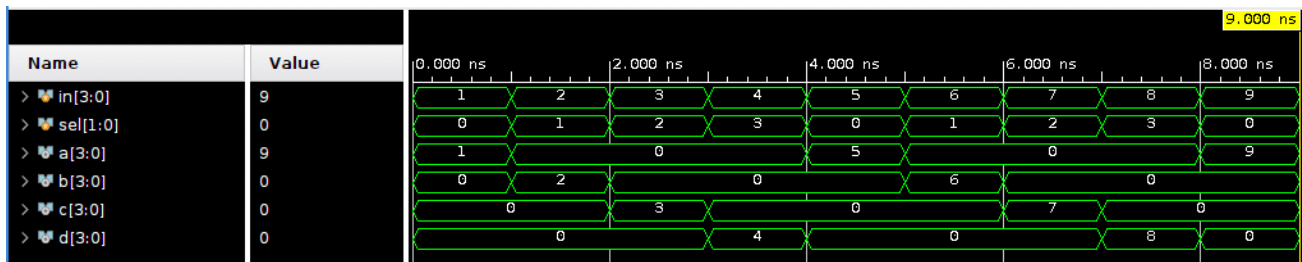 9.000 ns
Name Value 0.000 ns 2.000 ns 4.000 ns 6.000 ns 8.000 ns
> in[3:0] 9 1 2 3 4 5 6 7 8 9
> sel[1:0] 0 0 1 2 3 0 1 2 3 0
> a[3:0] 9 1 0 5 0 9
> b[3:0] 0 0 2 0 6 0
> c[3:0] 0 0 3 0 7 0
> d[3:0] 0 0 4 0 8 0